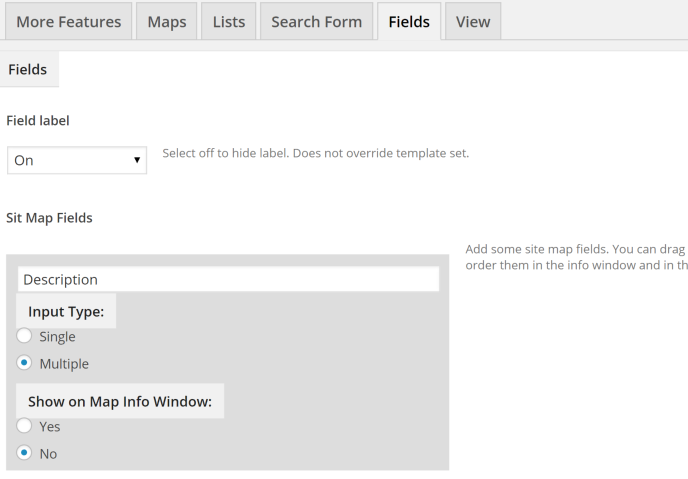 More Features Maps Lists Search Form Fields View
Fields
Field label
On Select off to hide label. Does not override template set.
Sit Map Fields
Add some site map fields. You can drag
order them in the info window and in th
Description
Input Type:
Single
Multiple
Show on Map Info Window:
Yes
No